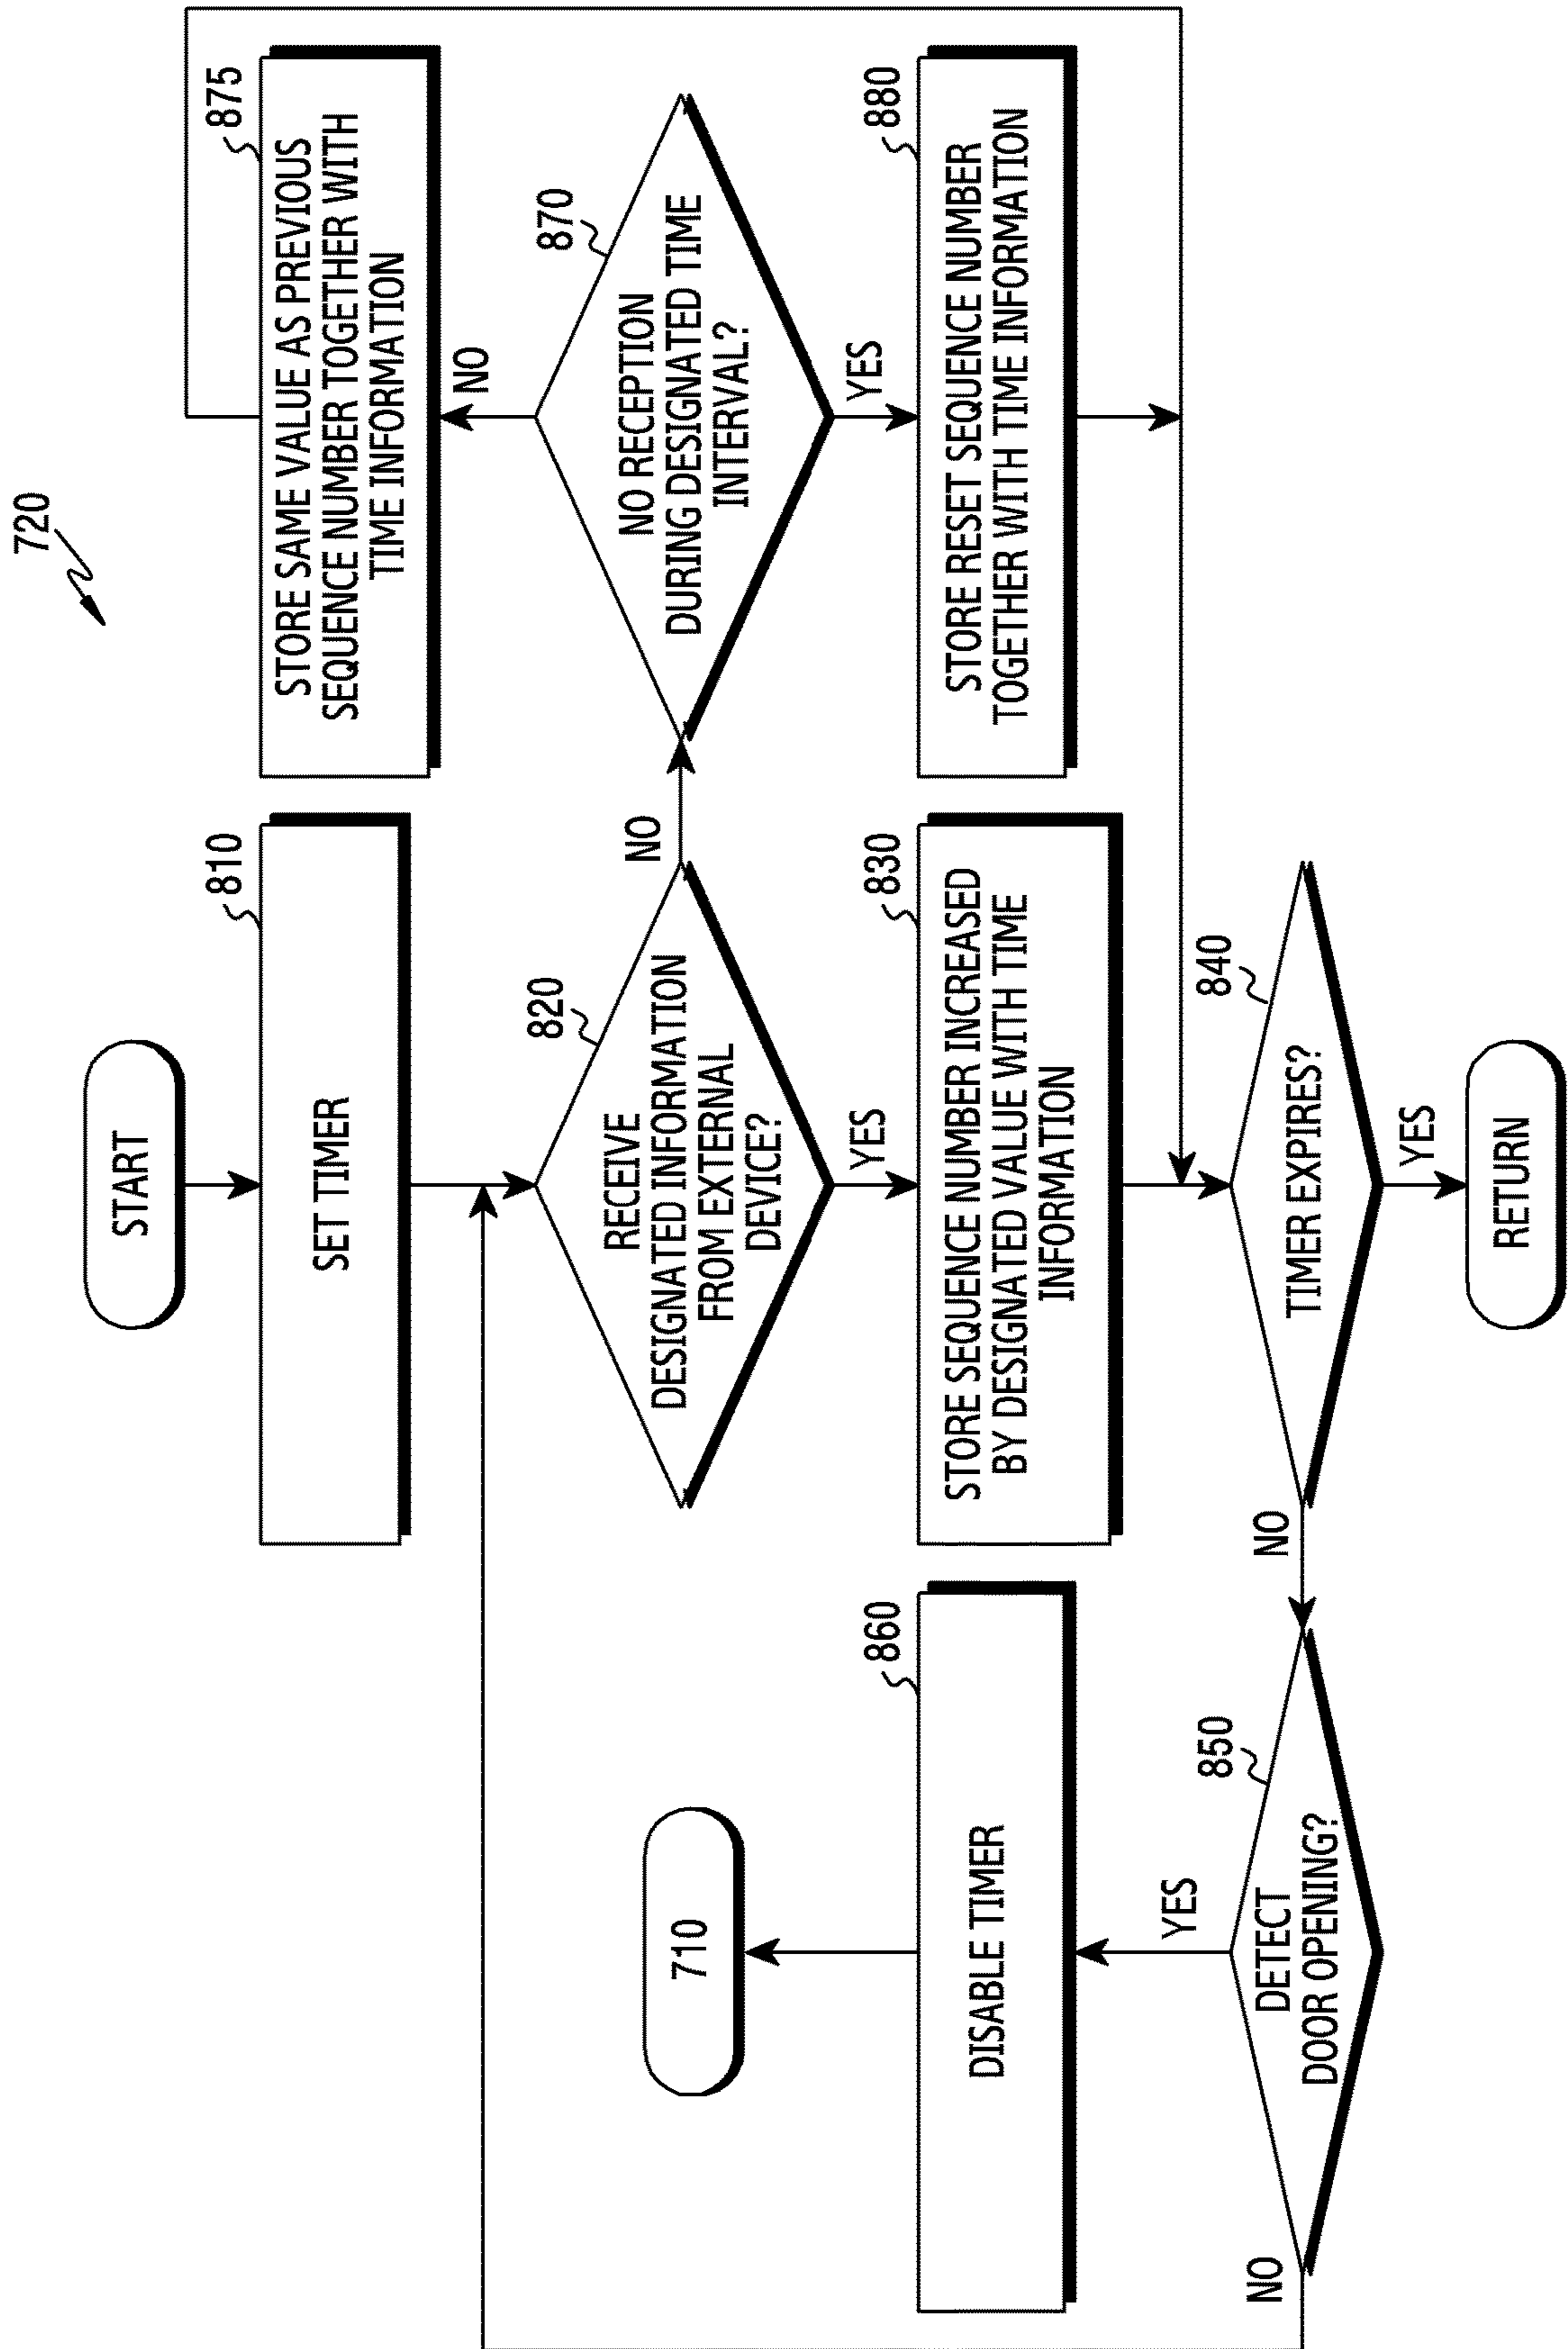 720
START
810
SET TIMER
820
RECEIVE
DESIGNATED INFORMATION
FROM EXTERNAL
DEVICE?
NO
YES
830
STORE SEQUENCE NUMBER INCREASED
BY DESIGNATED VALUE WITH TIME
INFORMATION
840
TIMER EXPIRES?
YES
RETURN
NO
850
DETECT
DOOR OPENING?
YES
NO
860
DISABLE TIMER
710
870
NO RECEPTION
DURING DESIGNATED TIME
INTERVAL?
NO
875
STORE SAME VALUE AS PREVIOUS
SEQUENCE NUMBER TOGETHER WITH
TIME INFORMATION
YES
880
STORE RESET SEQUENCE NUMBER
TOGETHER WITH TIME INFORMATION